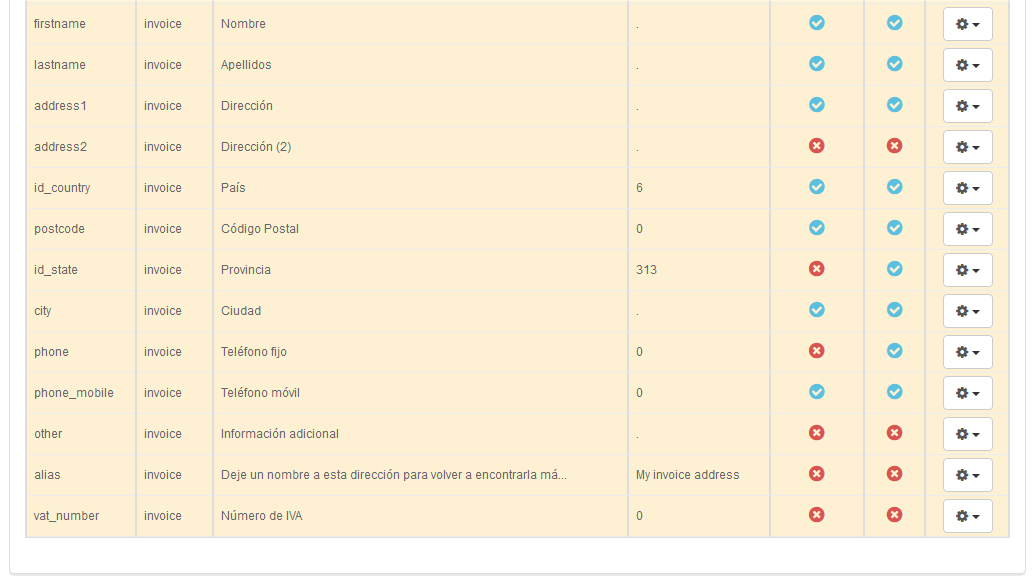 firstname invoice Nombre .
lastname invoice Apellidos .
address1 invoice Dirección .
address2 invoice Dirección (2) .
id_country invoice País 6
postcode invoice Código Postal 0
id_state invoice Provincia 313
city invoice Ciudad .
phone invoice Teléfono fijo 0
phone_mobile invoice Teléfono móvil 0
other invoice Información adicional .
alias invoice Deje un nombre a esta dirección para volver a encontrarla má... My invoice address
vat_number invoice Número de IVA 0